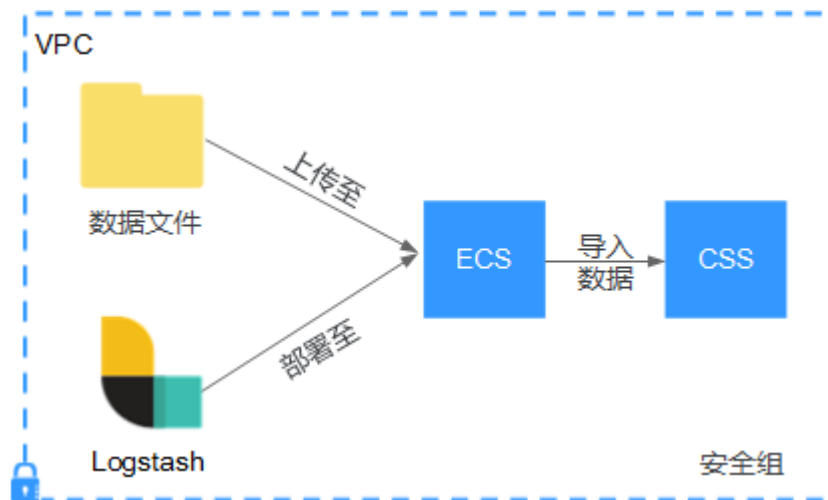 VPC
上传至
数据文件
ECS
导入
数据
CSS
部署至
Logstash
安全组